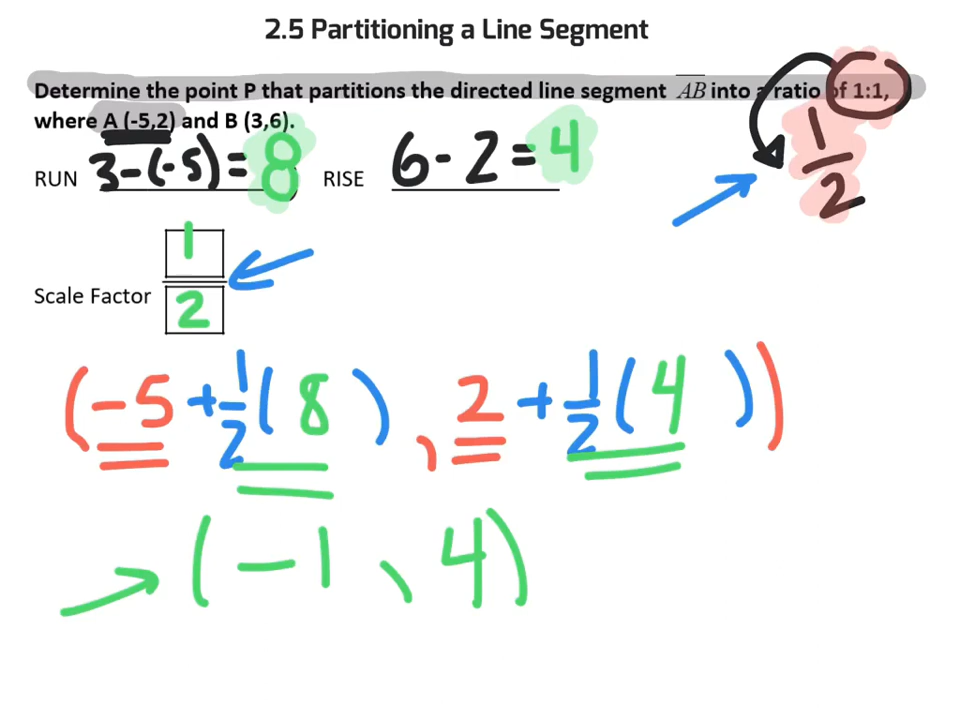 2.5 Partitioning a Line Segment
Determine the point P that partitions the directed line segment AB into a ratio of 1:1,
where A (-5,2) and B (3,6).
1/2
RUN 3-(-5)=8 RISE 6-2=4
Scale Factor 1/2
(-5+1/2(8), 2+1/2(4))
(-1, 4)